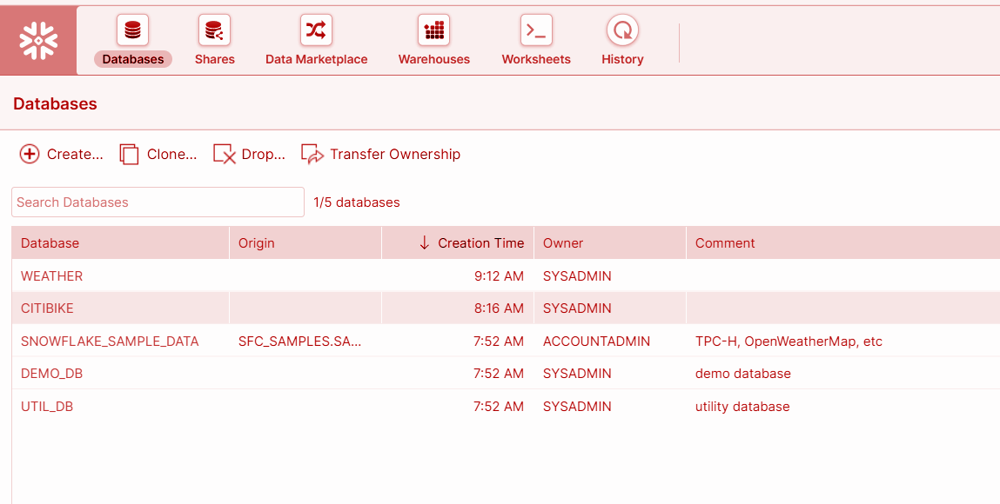 Databases Shares Data Marketplace Warehouses Worksheets History
Databases
Create... Clone... Drop... Transfer Ownership
Search Databases 1/5 databases
Database Origin Creation Time Owner Comment
WEATHER 9:12 AM SYSADMIN
CITIBIKE 8:16 AM SYSADMIN
SNOWFLAKE_SAMPLE_DATA SFC_SAMPLES.SA... 7:52 AM ACCOUNTADMIN TPC-H, OpenWeatherMap, etc
DEMO_DB 7:52 AM SYSADMIN demo database
UTIL_DB 7:52 AM SYSADMIN utility database